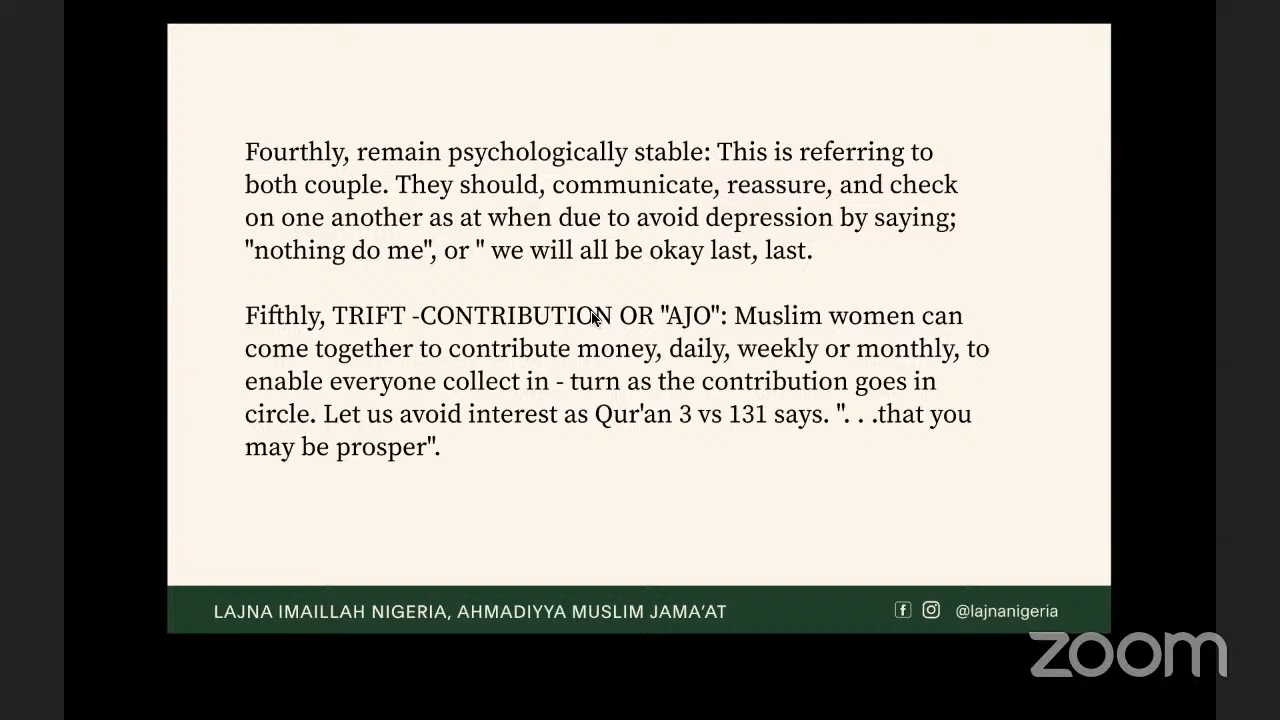 Fourthly, remain psychologically stable: This is referring to
both couple. They should, communicate, reassure, and check
on one another as at when due to avoid depression by saying;
"nothing do me", or " we will all be okay last, last.
Fifthly, TRIFT -CONTRIBUTION OR "AJO": Muslim women can
come together to contribute money, daily, weekly or monthly, to
enable everyone collect in - turn as the contribution goes in
circle. Let us avoid interest as Qur'an 3 vs 131 says. ". . .that you
may be prosper".
LAJNA IMAILLAH NIGERIA, AHMADIYYA MUSLIM JAMA'AT
@lajnanigeria
zoom